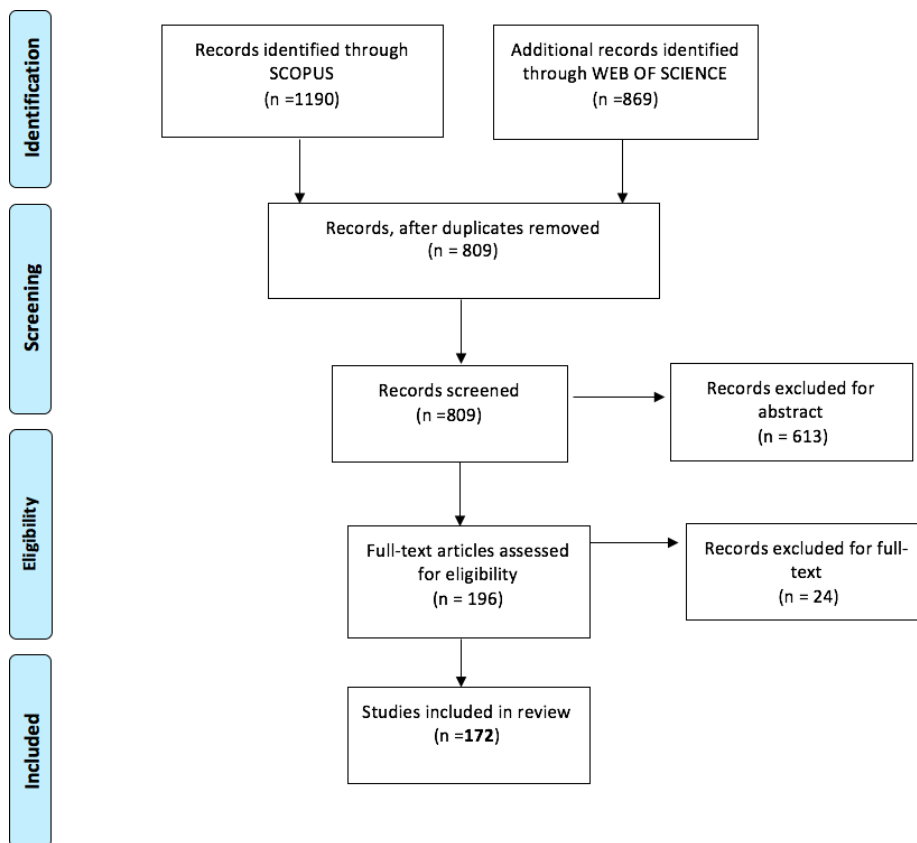 Identification
Records identified through
SCOPUS
(n =1190)
Additional records identified
through WEB OF SCIENCE
(n =869)
Screening
Records, after duplicates removed
(n = 809)
Records screened
(n =809)
Records excluded for
abstract
(n = 613)
Eligibility
Full-text articles assessed
for eligibility
(n = 196)
Records excluded for full-
text
(n = 24)
Included
Studies included in review
(n =172)